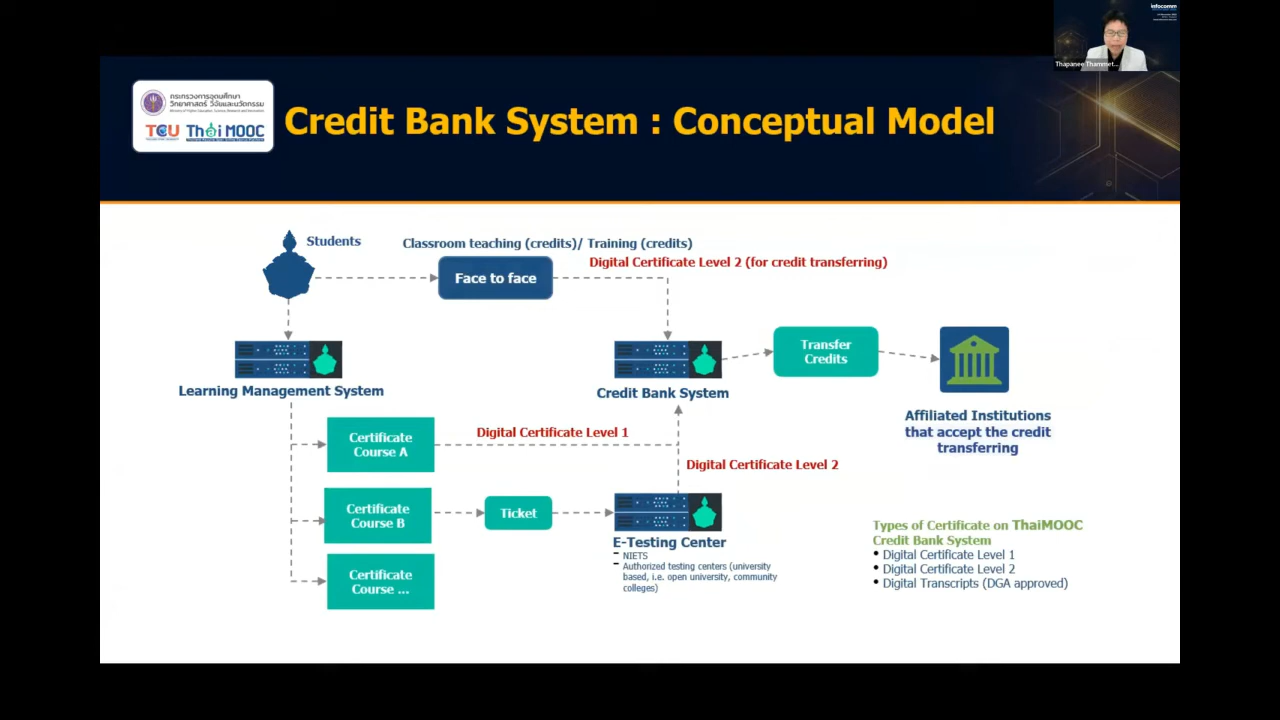 infocomm
Thapanee Thammet...
กระทรวงการอุดมศึกษา
วิทยาศาสตร์ วิจัยและนวัตกรรม
Ministry of Higher Education, Science, Research and Innovation
TCU Thai MOOC
Credit Bank System : Conceptual Model
Students
Classroom teaching (credits)/ Training (credits)
Digital Certificate Level 2 (for credit transferring)
Face to face
Transfer
Credits
Learning Management System
Credit Bank System
Affiliated Institutions
that accept the credit
transferring
Certificate
Course A
Digital Certificate Level 1
Digital Certificate Level 2
Certificate
Course B
Ticket
E-Testing Center
- NIETS
- Authorized testing centers (university
based, i.e. open university, community
colleges)
Certificate
Course ...
Types of Certificate on ThaiMOOC
Credit Bank System
• Digital Certificate Level 1
• Digital Certificate Level 2
• Digital Transcripts (DGA approved)